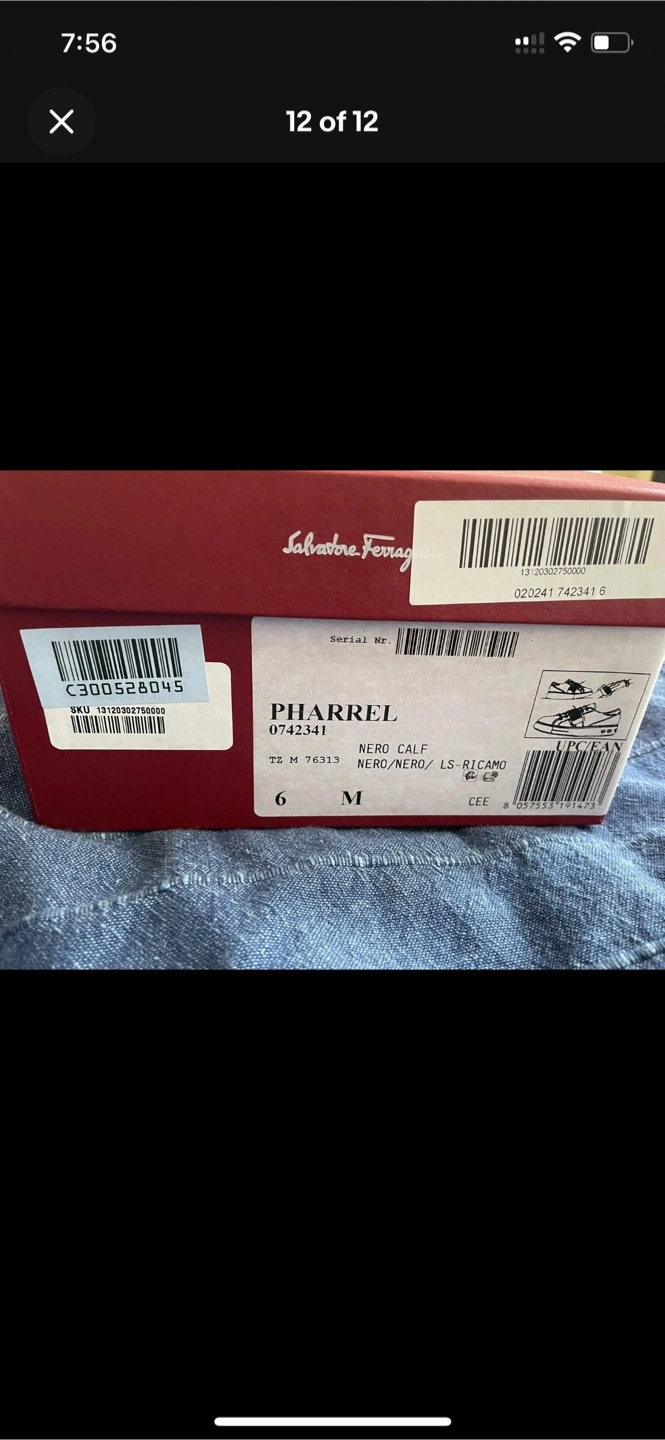 7:56
12 of 12
Salvatore Ferrag
13120302750000
020241 742341 6
C300528045
SKU 13120302750000
Serial Nr.
PHARREL
0742341
NERO CALF
TZ M 76313 NERO/NERO/ LS-RICAMO
6 M
CEE
UPC/EAN
8 057553 191473